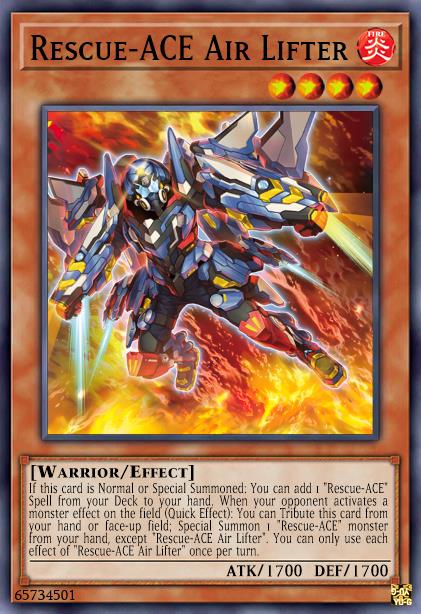 Rescue-ACE Air Lifter
FIRE
炎
[Warrior/Effect]
If this card is Normal or Special Summoned: You can add 1 "Rescue-ACE"
Spell from your Deck to your hand. When your opponent activates a
monster effect on the field (Quick Effect): You can Tribute this card from
your hand or face-up field; Special Summon 1 "Rescue-ACE" monster
from your hand, except "Rescue-ACE Air Lifter". You can only use each
effect of "Rescue-ACE Air Lifter" once per turn.
ATK/1700 DEF/1700
65734501